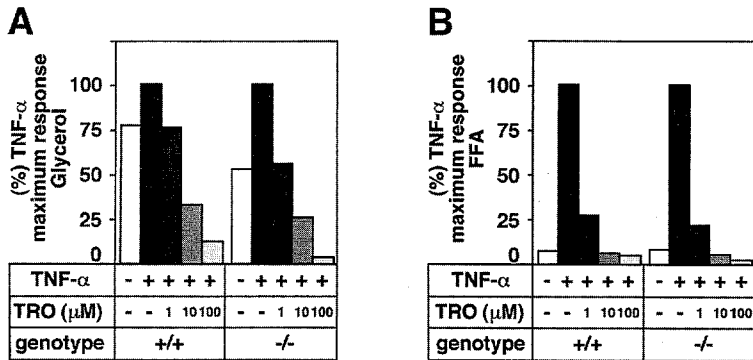 A
(%) TNF-α
maximum response
Glycerol
100
75
50
25
0
TNF-α - + + + + - + + + +
TRO (μM) - - 1 10 100 - - 1 10 100
genotype +/+ -/-
B
(%) TNF-α
maximum response
FFA
100
75
50
25
0
TNF-α - + + + + - + + + +
TRO (μM) - - 1 10 100 - - 1 10 100
genotype +/+ -/-